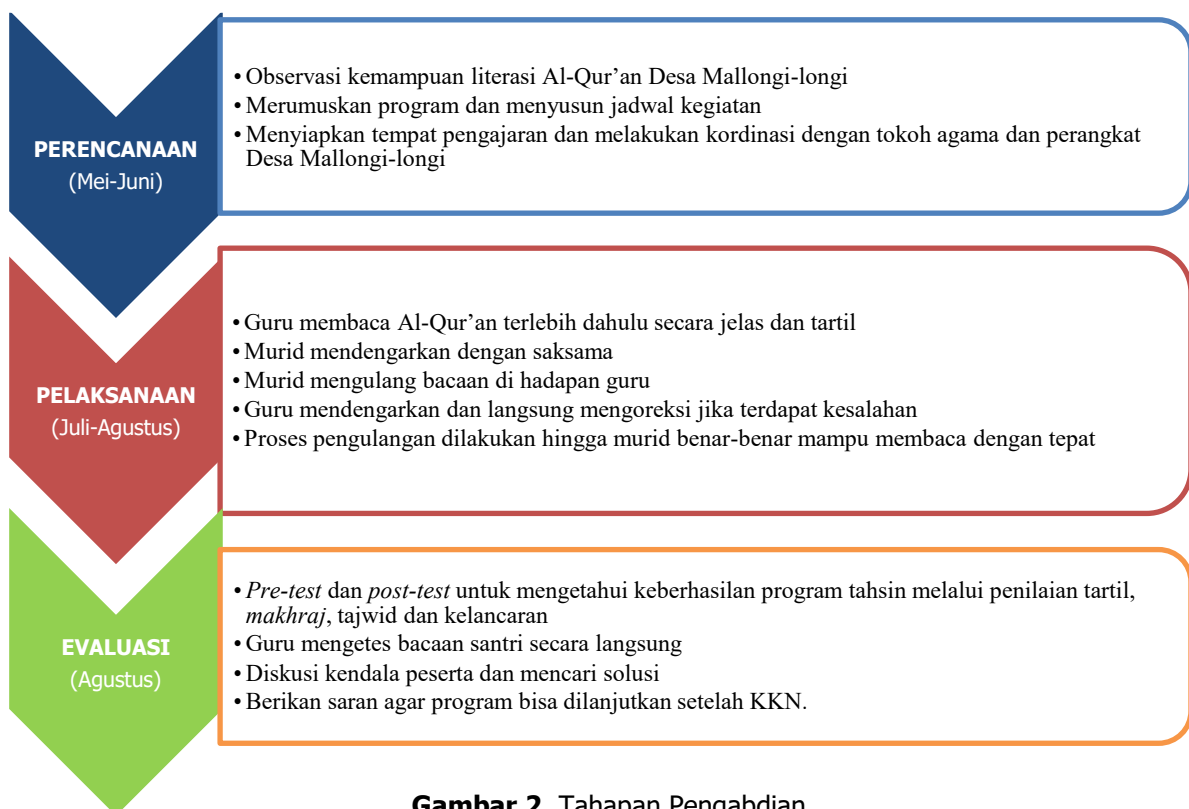 PERENCANAAN
(Mei-Juni)
• Observasi kemampuan literasi Al-Qur’an Desa Mallongi-longi
• Merumuskan program dan menyusun jadwal kegiatan
• Menyiapkan tempat pengajaran dan melakukan kordinasi dengan tokoh agama dan perangkat
Desa Mallongi-longi
PELAKSANAAN
(Juli-Agustus)
• Guru membaca Al-Qur’an terlebih dahulu secara jelas dan tartil
• Murid mendengarkan dengan saksama
• Murid mengulang bacaan di hadapan guru
• Guru mendengarkan dan langsung mengoreksi jika terdapat kesalahan
• Proses pengulangan dilakukan hingga murid benar-benar mampu membaca dengan tepat
EVALUASI
(Agustus)
• Pre-test dan post-test untuk mengetahui keberhasilan program tahsin melalui penilaian tartil,
makhraj, tajwid dan kelancaran
• Guru mengetes bacaan santri secara langsung
• Diskusi kendala peserta dan mencari solusi
• Berikan saran agar program bisa dilanjutkan setelah KKN.
Gambar 2. Tahapan Pengabdian